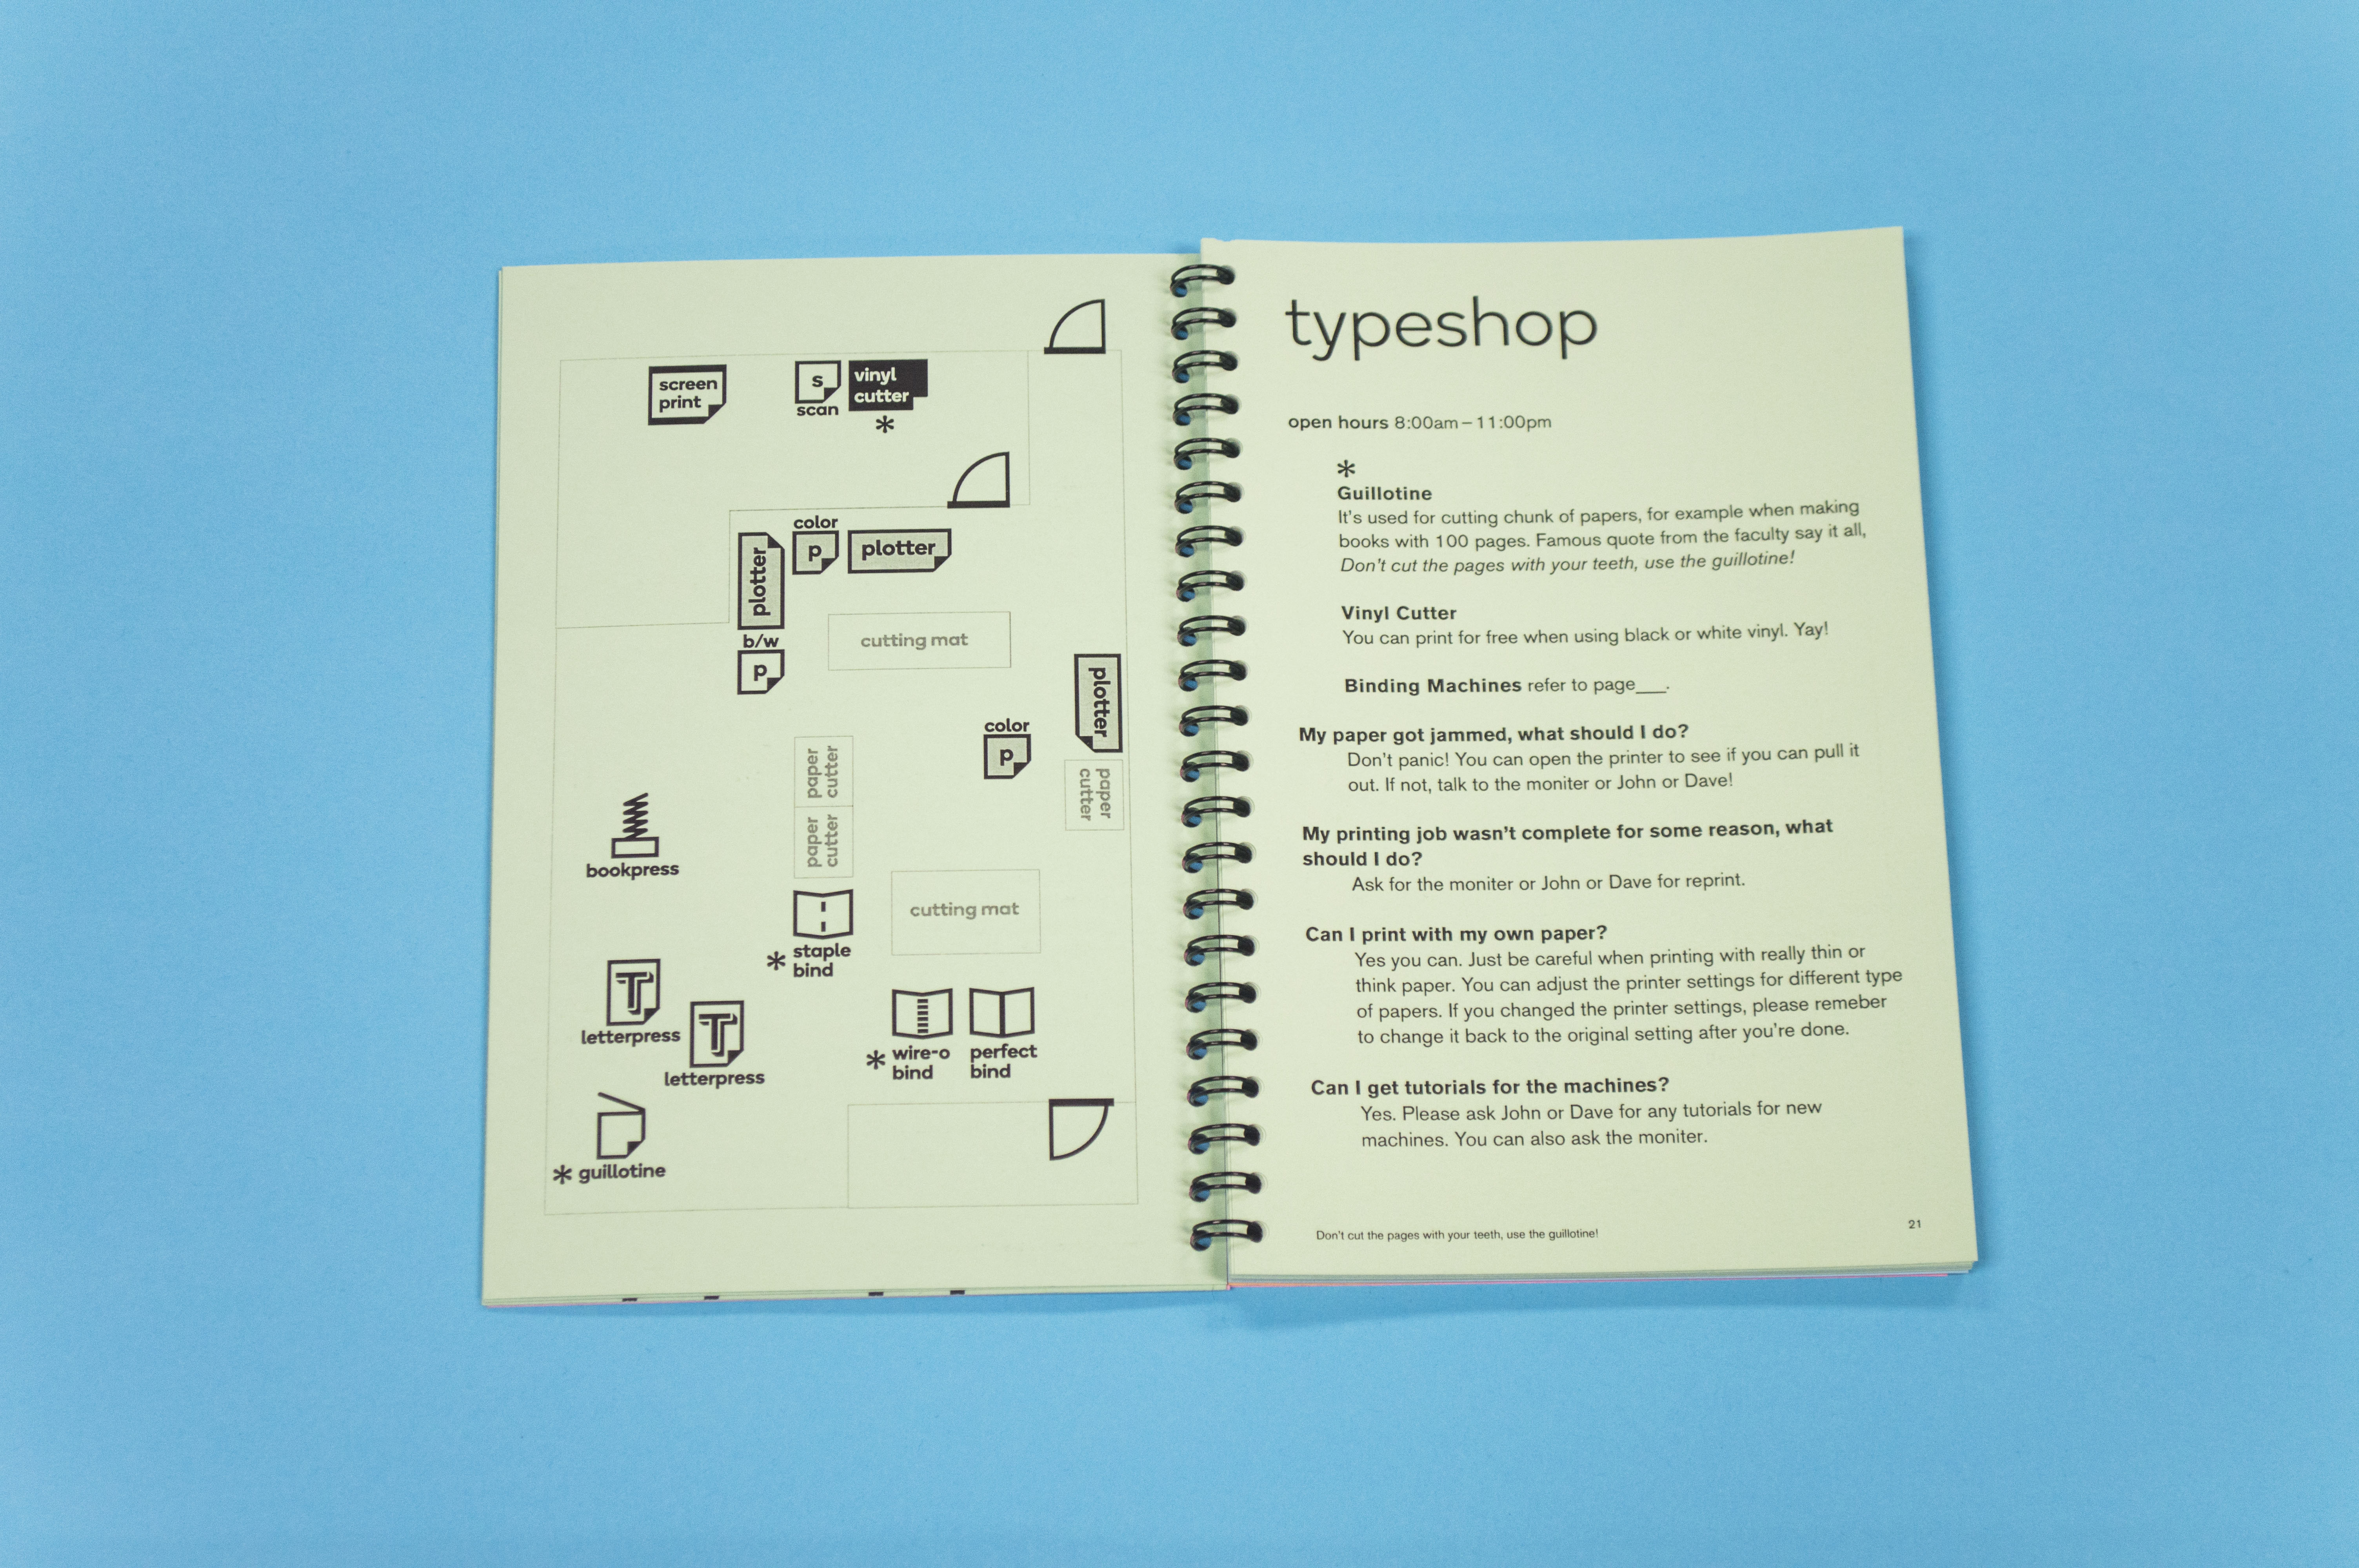 screen
print
s
scan
vinyl
cutter
*
color
p
plotter
plotter
b/w
p
cutting mat
plotter
color
p
paper
cutter
paper
cutter
paper
cutter
bookpress
cutting mat
* staple
bind
T
letterpress
T
letterpress
* wire-o
bind
perfect
bind
* guillotine
typeshop
open hours 8:00am – 11:00pm
*
Guillotine
It's used for cutting chunk of papers, for example when making
books with 100 pages. Famous quote from the faculty say it all,
Don't cut the pages with your teeth, use the guillotine!
Vinyl Cutter
You can print for free when using black or white vinyl. Yay!
Binding Machines refer to page___.
My paper got jammed, what should I do?
Don't panic! You can open the printer to see if you can pull it
out. If not, talk to the moniter or John or Dave!
My printing job wasn't complete for some reason, what
should I do?
Ask for the moniter or John or Dave for reprint.
Can I print with my own paper?
Yes you can. Just be careful when printing with really thin or
think paper. You can adjust the printer settings for different type
of papers. If you changed the printer settings, please remeber
to change it back to the original setting after you're done.
Can I get tutorials for the machines?
Yes. Please ask John or Dave for any tutorials for new
machines. You can also ask the moniter.
Don't cut the pages with your teeth, use the guillotine!
21